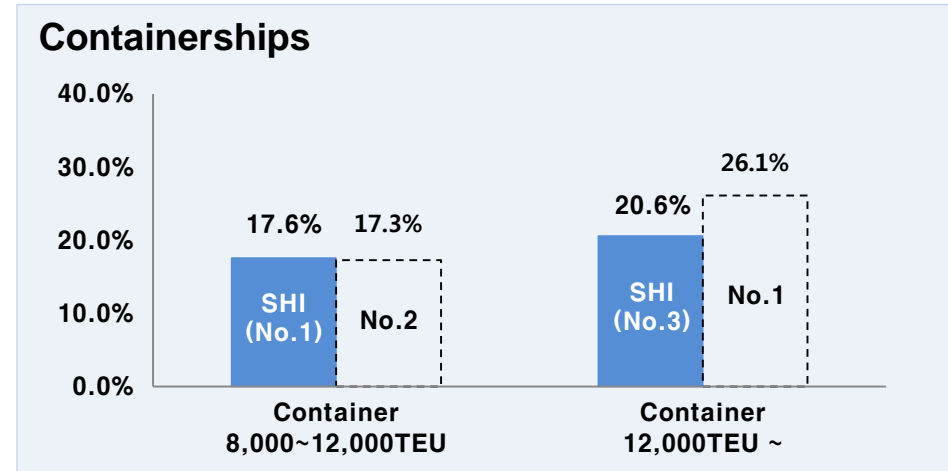 Containerships
40.0%
30.0%
20.0%
10.0%
0.0%
17.6%
17.3%
20.6%
26.1%
SHI
(No.1)
No.2
SHI
(No.3)
No.1
Container
8,000~12,000TEU
Container
12,000TEU ~